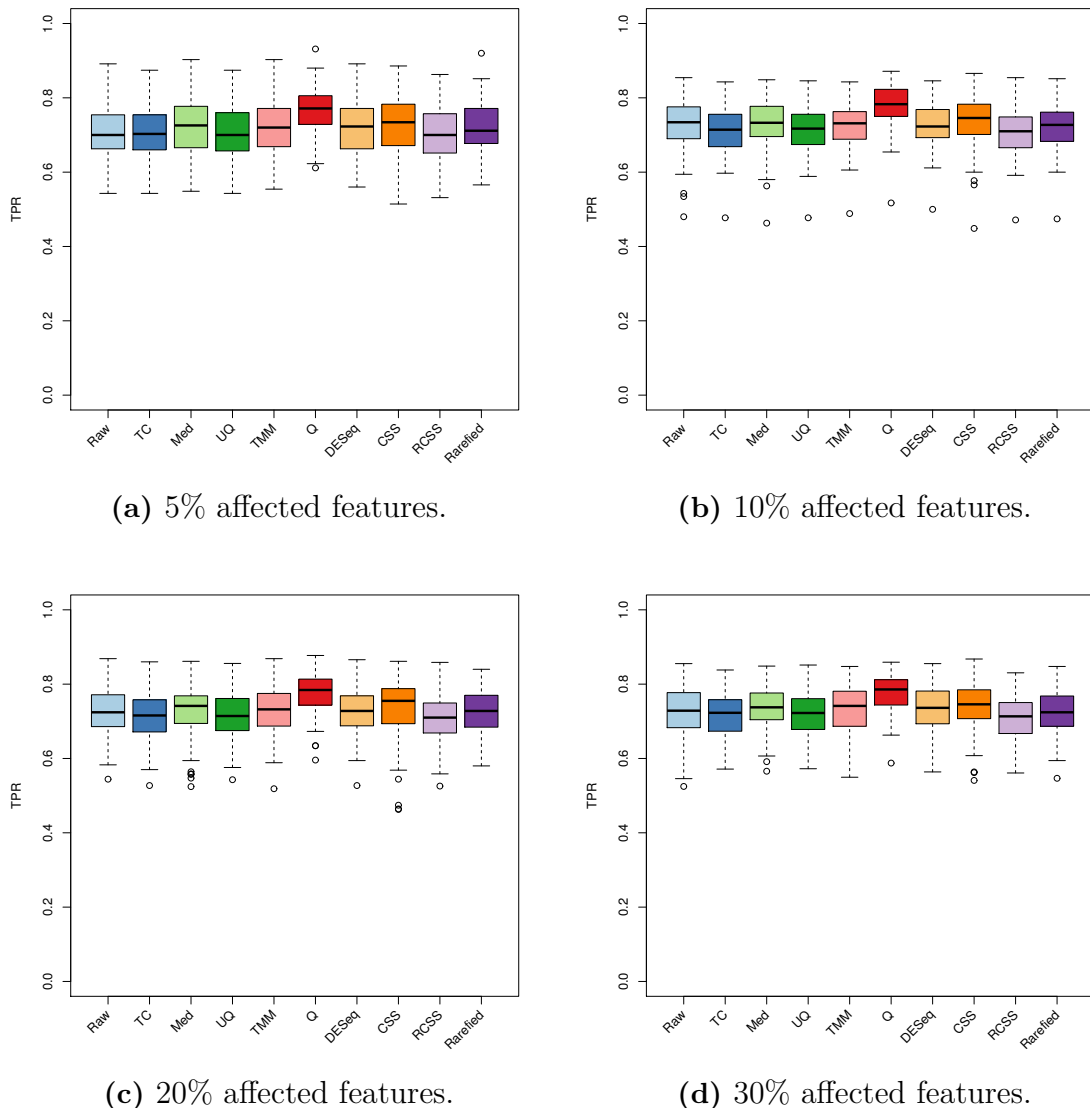 1.0
0.8
0.6
0.4
0.2
0.0
TPR
Raw TC Med UQ TMM Q DESeq CSS RCSS Rarefied
(a) 5% affected features.
1.0
0.8
0.6
0.4
0.2
0.0
TPR
Raw TC Med UQ TMM Q DESeq CSS RCSS Rarefied
(b) 10% affected features.
1.0
0.8
0.6
0.4
0.2
0.0
TPR
Raw TC Med UQ TMM Q DESeq CSS RCSS Rarefied
(c) 20% affected features.
1.0
0.8
0.6
0.4
0.2
0.0
TPR
Raw TC Med UQ TMM Q DESeq CSS RCSS Rarefied
(d) 30% affected features.